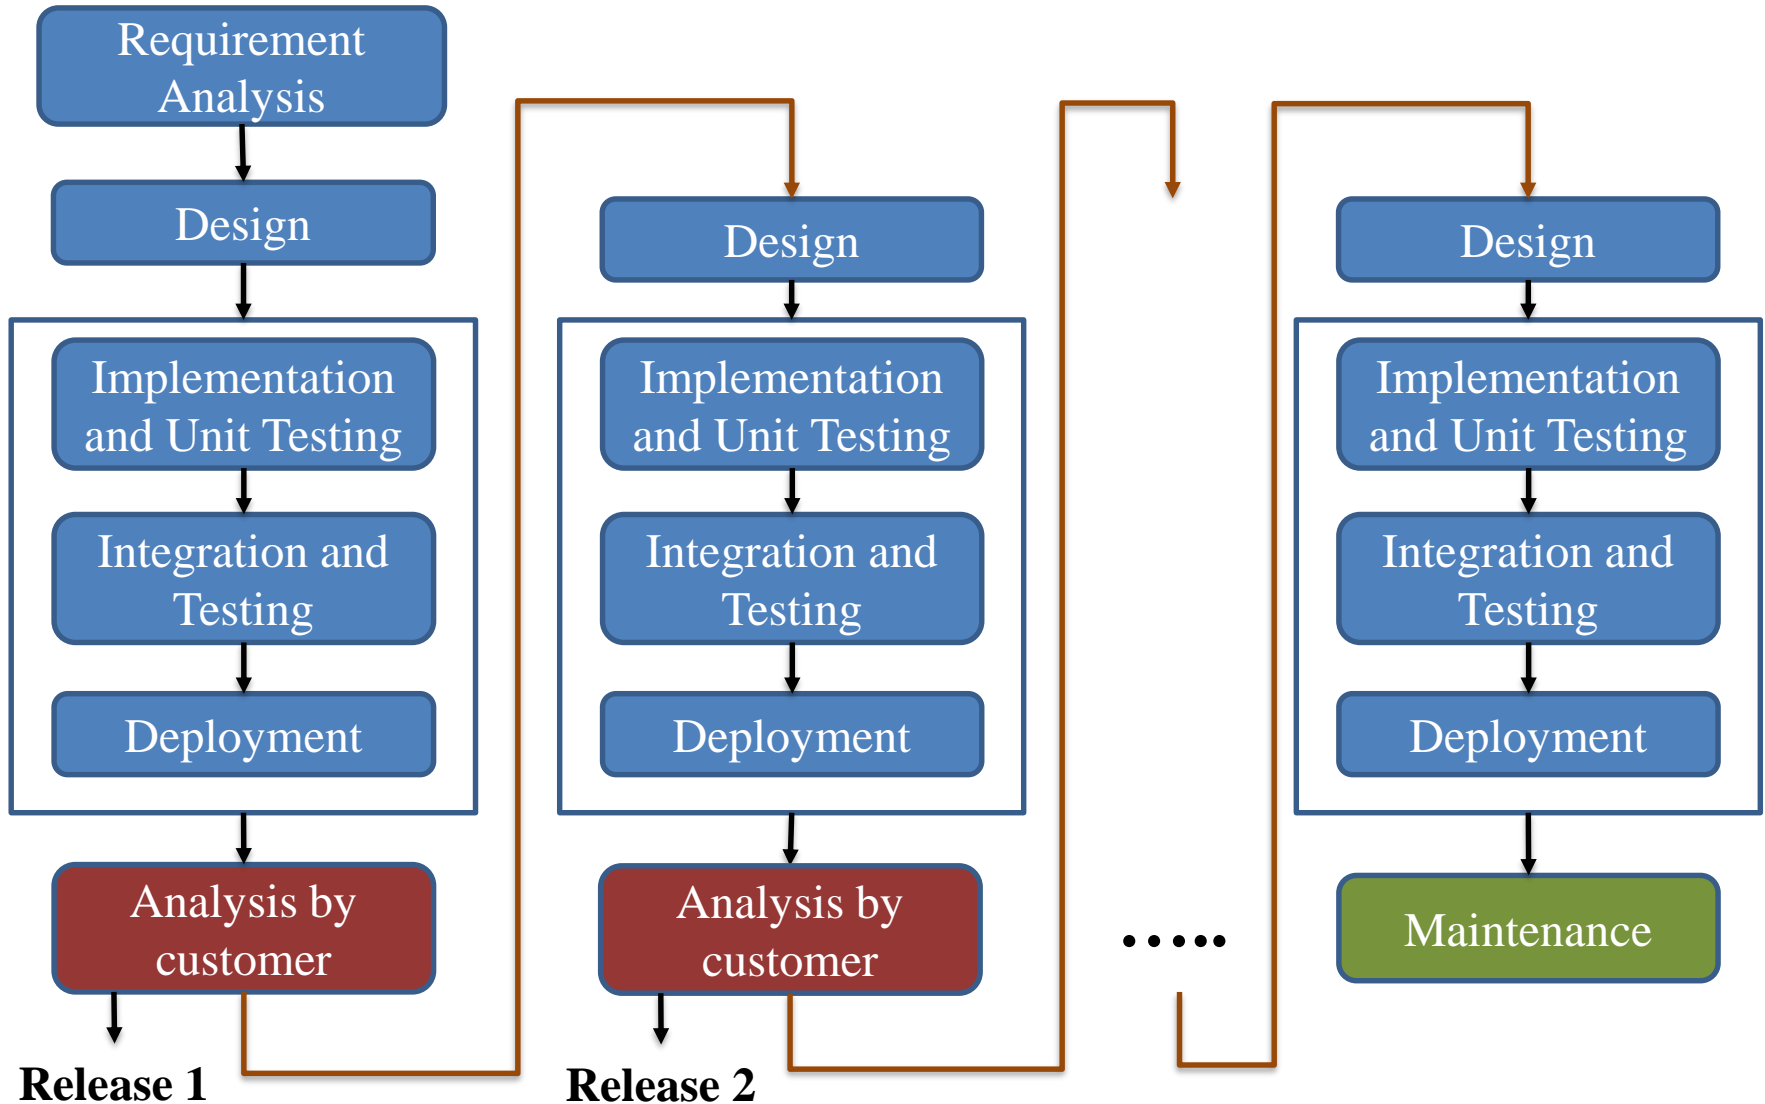 Requirement
Analysis
Design
Implementation
and Unit Testing
Integration and
Testing
Deployment
Analysis by
customer
Release 1
Design
Implementation
and Unit Testing
Integration and
Testing
Deployment
Analysis by
customer
Release 2
.....
Design
Implementation
and Unit Testing
Integration and
Testing
Deployment
Maintenance